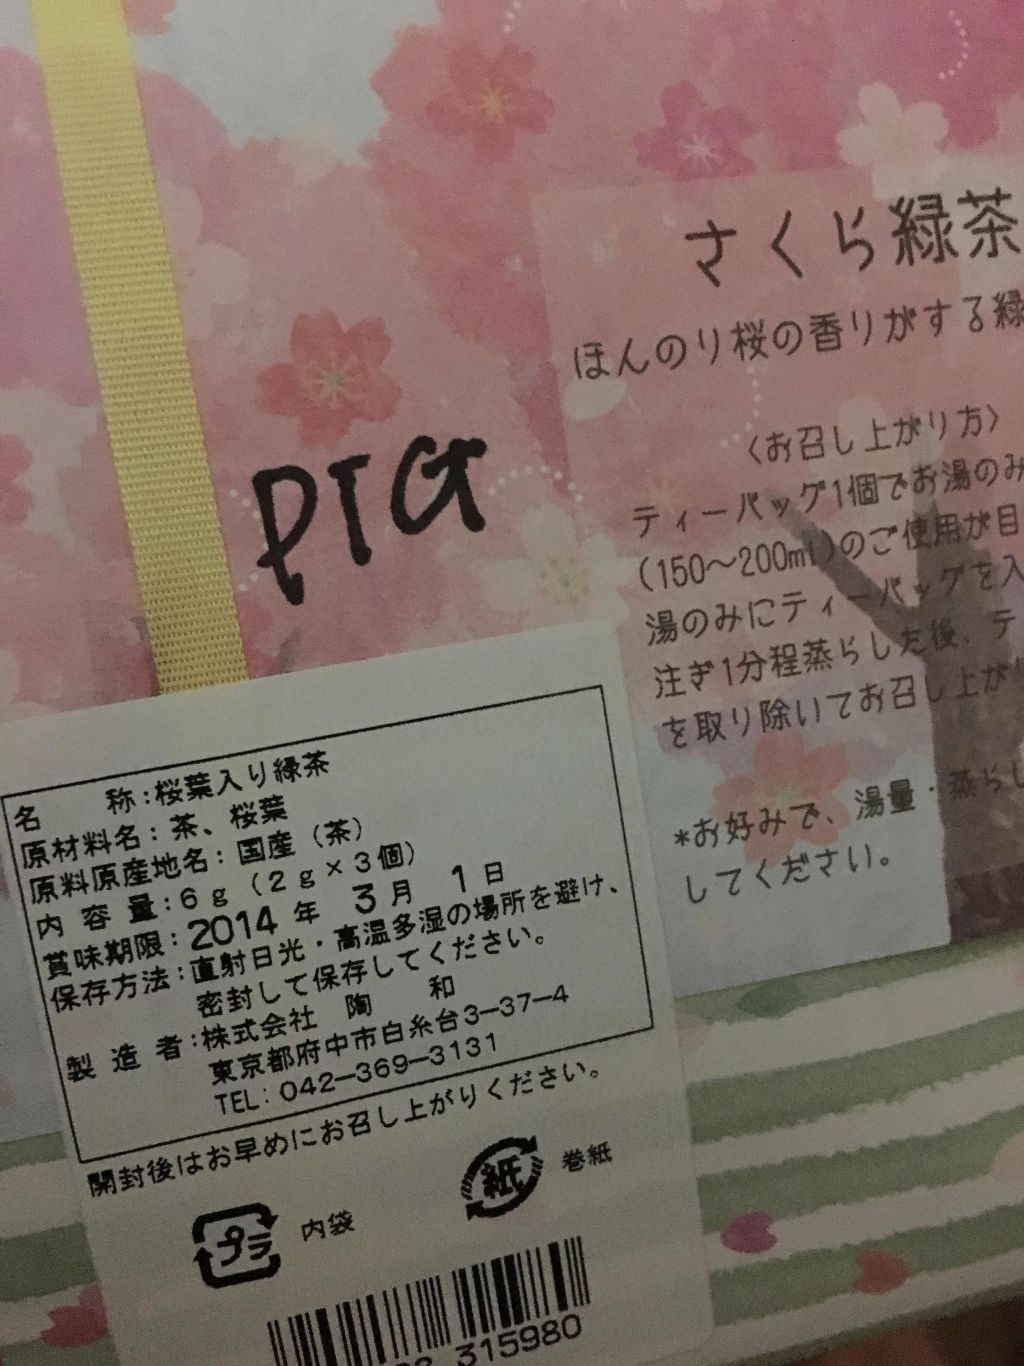 さくら緑茶
ほんのり桜の香りがする緑
〈お召し上がり方〉
ティーバッグ1個でお湯のみ
(150〜200ml)のご使用が目
湯のみにティーバッグを入
注ぎ1分程蒸らした後、テ
を取り除いてお召し上がり
*お好みで、湯量・蒸らし
してください。
PIG
名 称:桜葉入り緑茶
原材料名:茶、桜葉
原料原産地名:国産(茶)
内容量:6g(2g×3個)
賞味期限:2014年 3月 1日
保存方法:直射日光・高温多湿の場所を避け、
密封して保存してください。
製造者:株式会社 陶和
東京都府中市白糸台3-37-4
TEL:042-369-3131
開封後はお早めにお召し上がりください。
プラ 内袋
紙 巻紙
315980